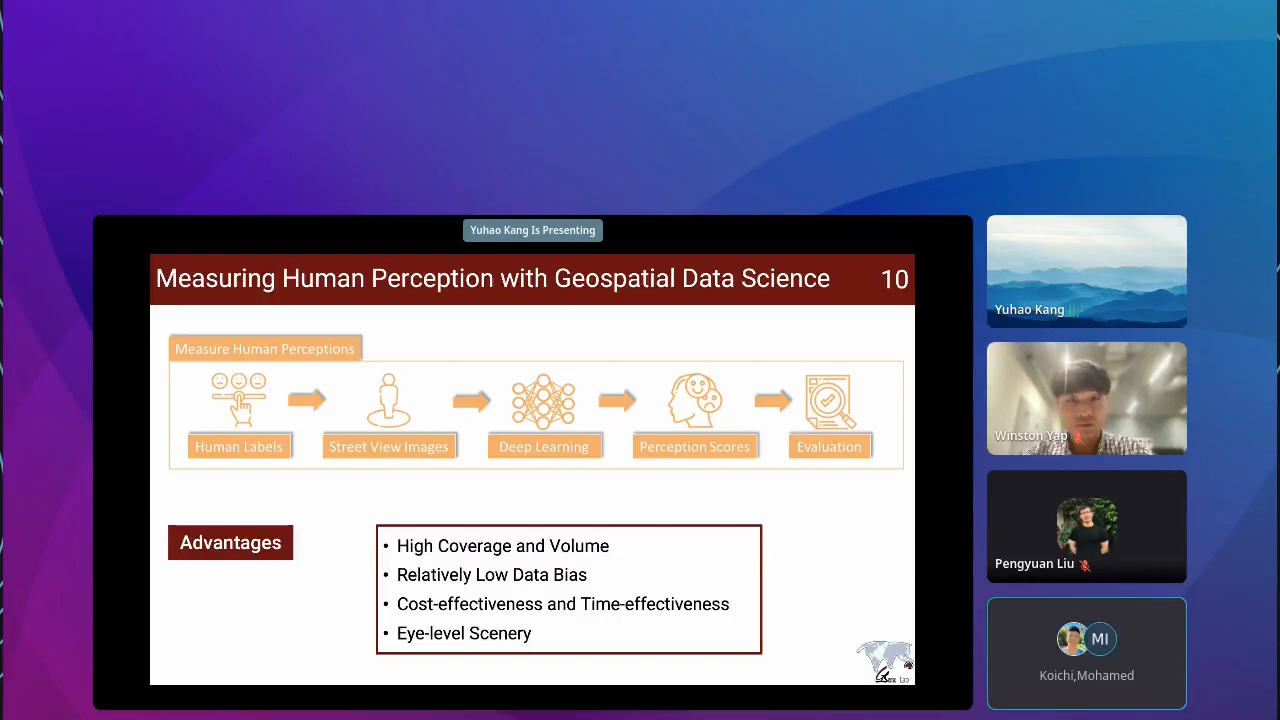 Yuhao Kang Is Presenting
Measuring Human Perception with Geospatial Data Science
10
Measure Human Perceptions
Human Labels
Street View Images
Deep Learning
Perception Scores
Evaluation
Advantages
• High Coverage and Volume
• Relatively Low Data Bias
• Cost-effectiveness and Time-effectiveness
• Eye-level Scenery
Yuhao Kang
Winston Yap
Pengyuan Liu
MI
Koichi,Mohamed